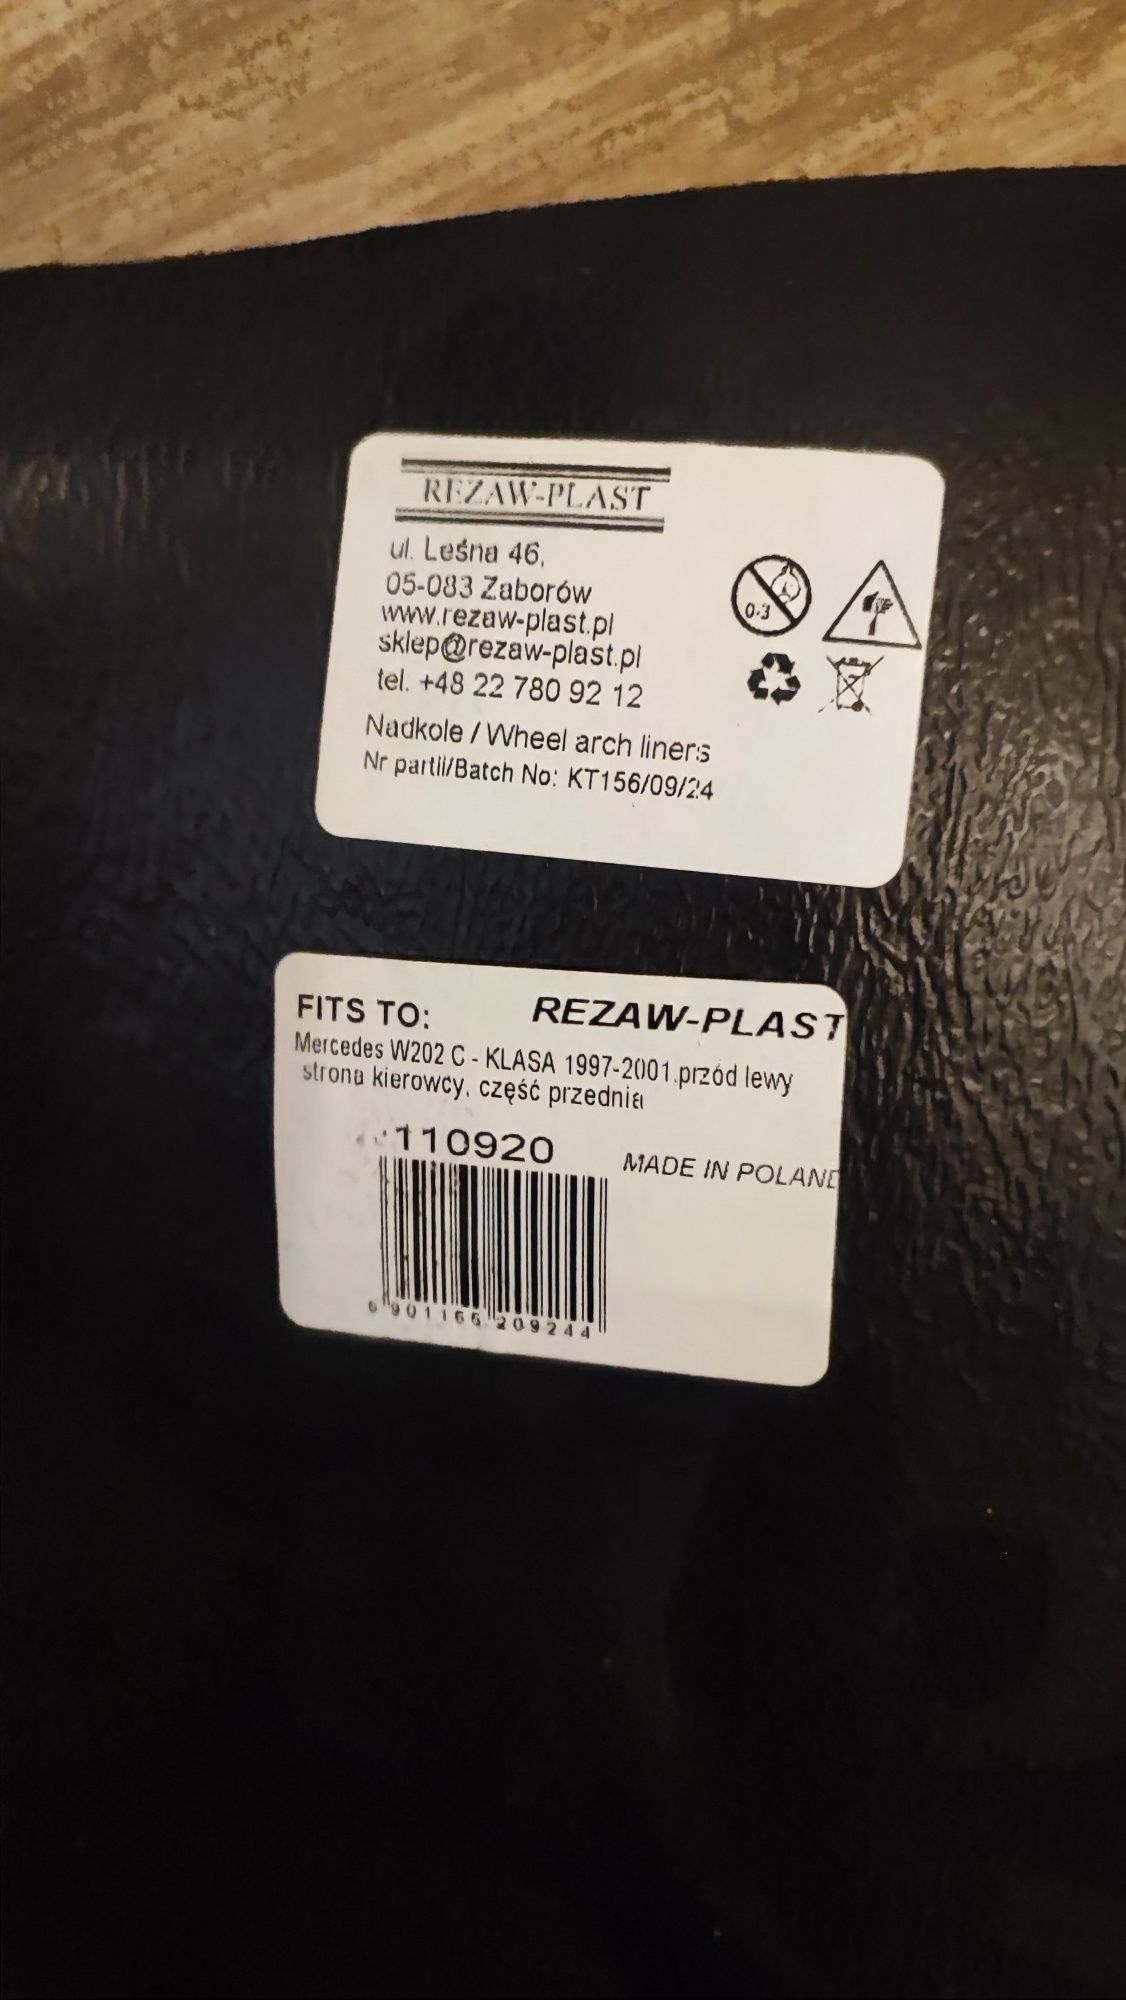 REZAW-PLAST
ul. Leśna 46,
05-083 Zaborów
www.rezaw-plast.pl
sklep@rezaw-plast.pl
tel. +48 22 780 92 12
0-3
Nadkole / Wheel arch liners
Nr partii/Batch No: KT156/09/24
FITS TO: REZAW-PLAST
Mercedes W202 C - KLASA 1997-2001.przód lewy
strona kierowcy, część przednia
110920
MADE IN POLAND
6 901166 209244